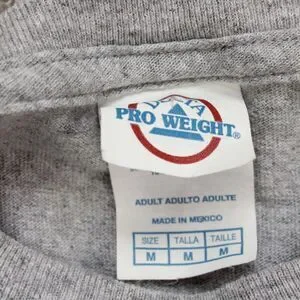 DELTA
PRO WEIGHT®
ADULT ADULTO ADULTE
MADE IN MEXICO
SIZE TALLA TAILLE
M M M